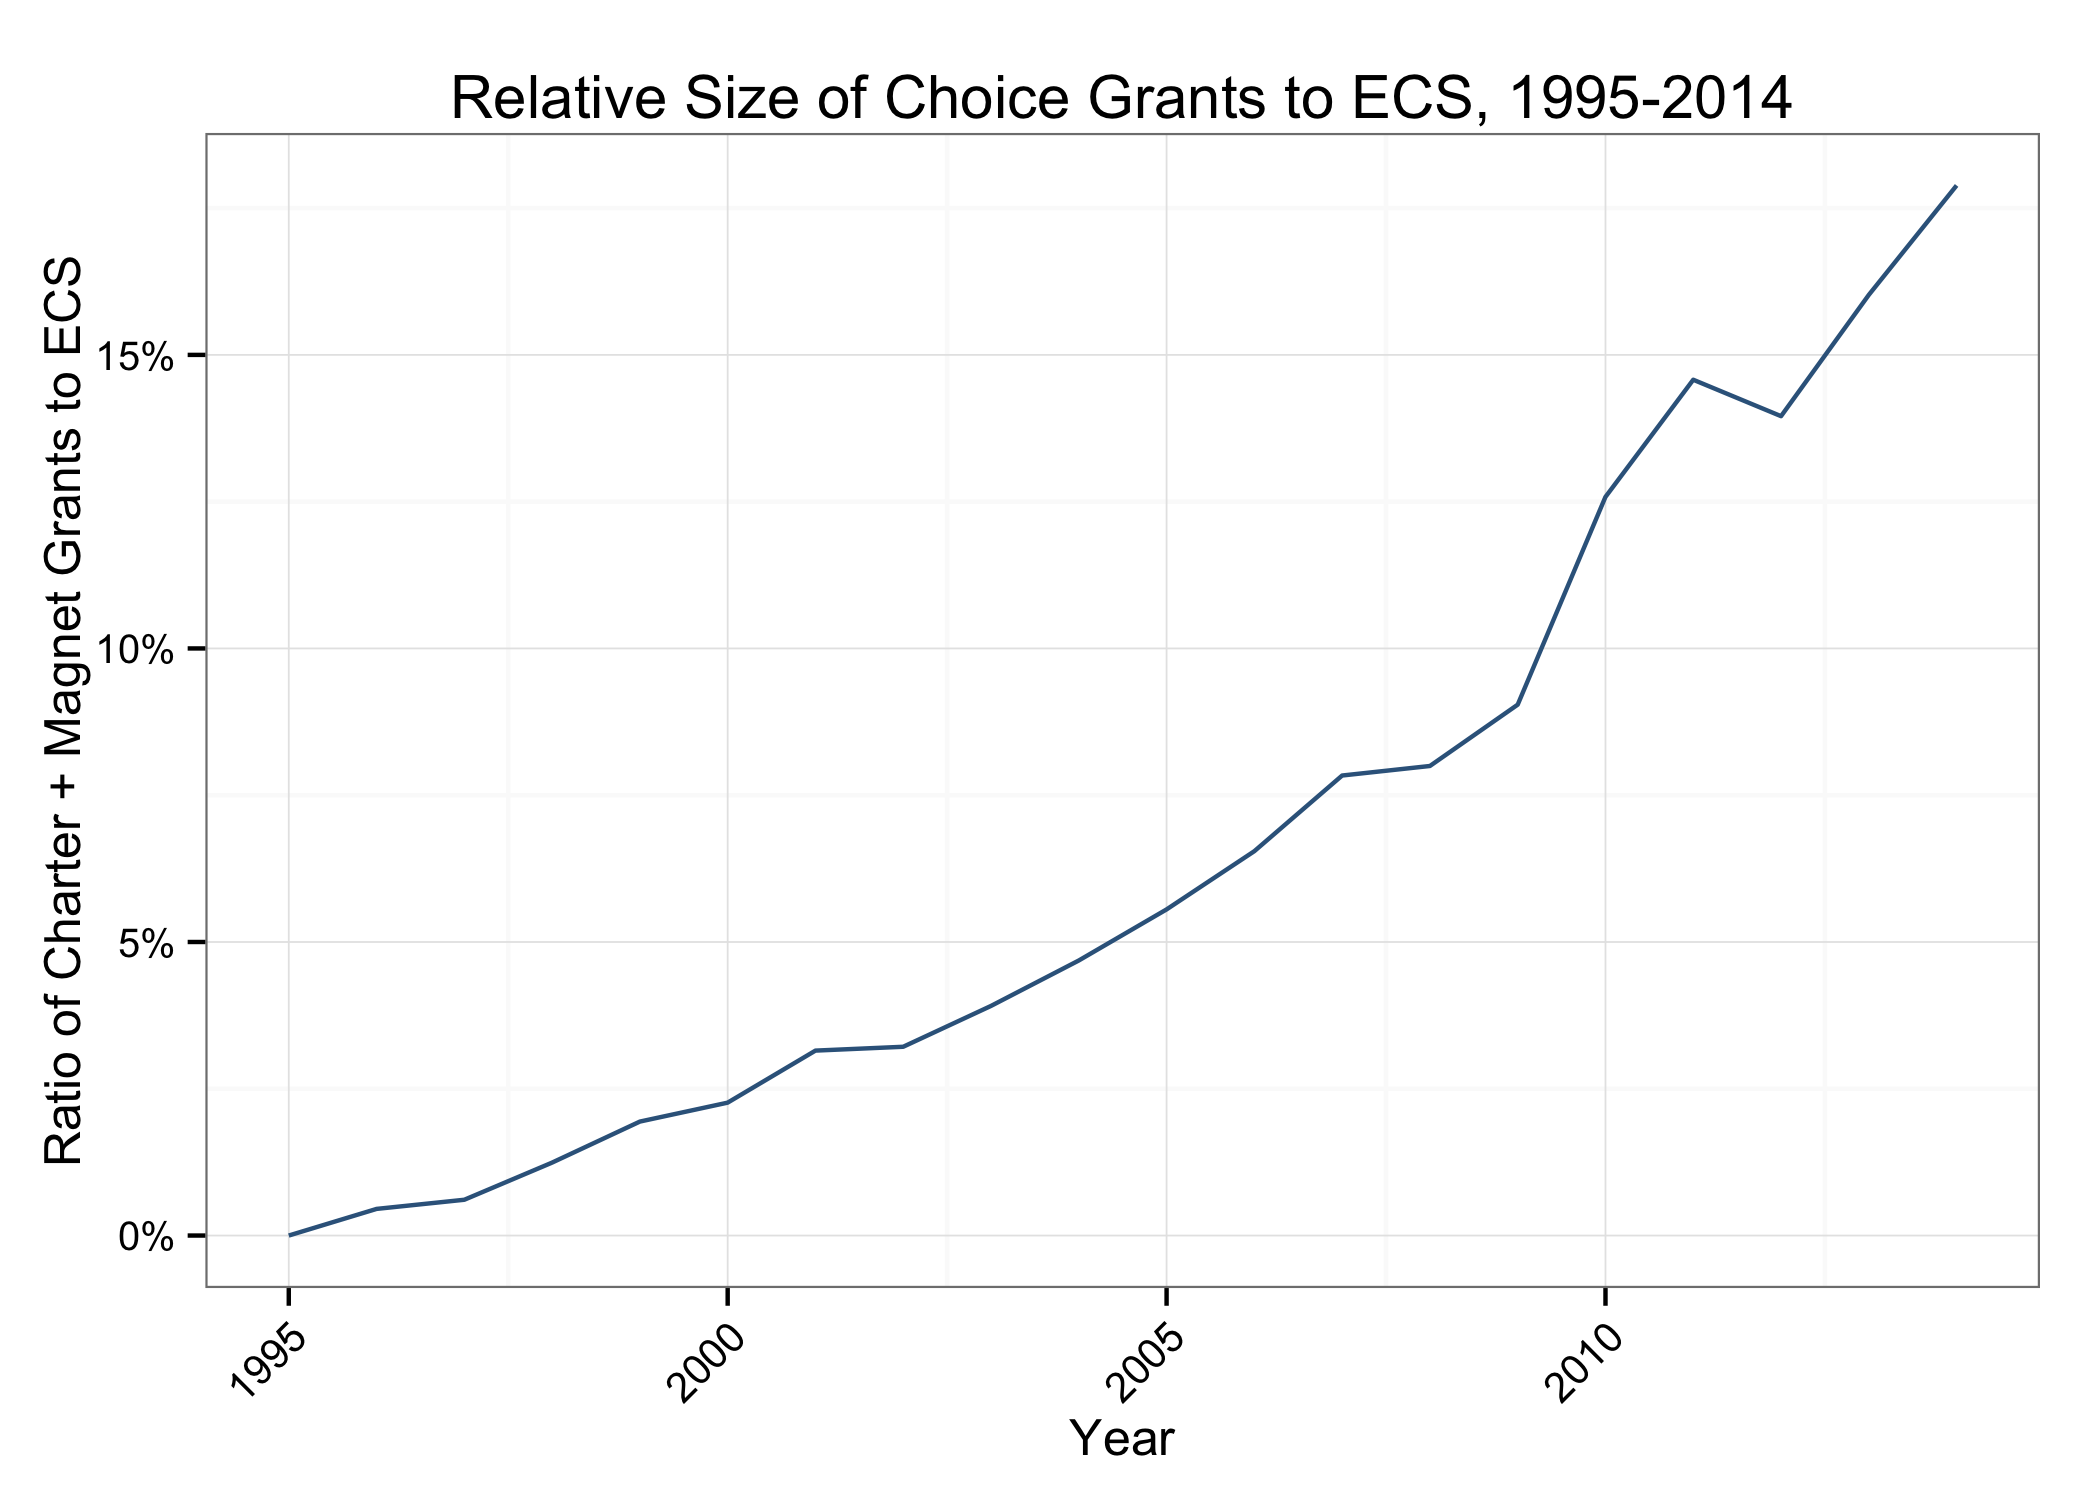 Relative Size of Choice Grants to ECS, 1995-2014
Ratio of Charter + Magnet Grants to ECS
15%
10%
5%
0%
1995
2000
2005
2010
Year